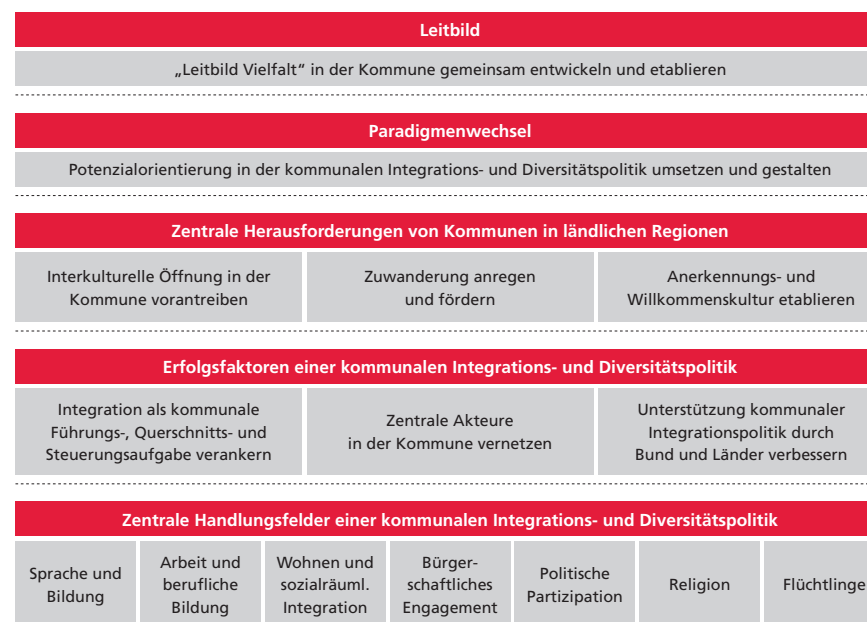 Leitbild
„Leitbild Vielfalt“ in der Kommune gemeinsam entwickeln und etablieren
Paradigmenwechsel
Potenzialorientierung in der kommunalen Integrations- und Diversitätspolitik umsetzen und gestalten
Zentrale Herausforderungen von Kommunen in ländlichen Regionen
Interkulturelle Öffnung in der
Kommune vorantreiben
Zuwanderung anregen
und fördern
Anerkennungs- und
Willkommenskultur etablieren
Erfolgsfaktoren einer kommunalen Integrations- und Diversitätspolitik
Integration als kommunale
Führungs-, Querschnitts- und
Steuerungsaufgabe verankern
Zentrale Akteure
in der Kommune vernetzen
Unterstützung kommunaler
Integrationspolitik durch
Bund und Länder verbessern
Zentrale Handlungsfelder einer kommunalen Integrations- und Diversitätspolitik
Sprache und
Bildung
Arbeit und
berufliche
Bildung
Wohnen und
sozialräuml.
Integration
Bürger-
schaftliches
Engagement
Politische
Partizipation
Religion
Flüchtlinge